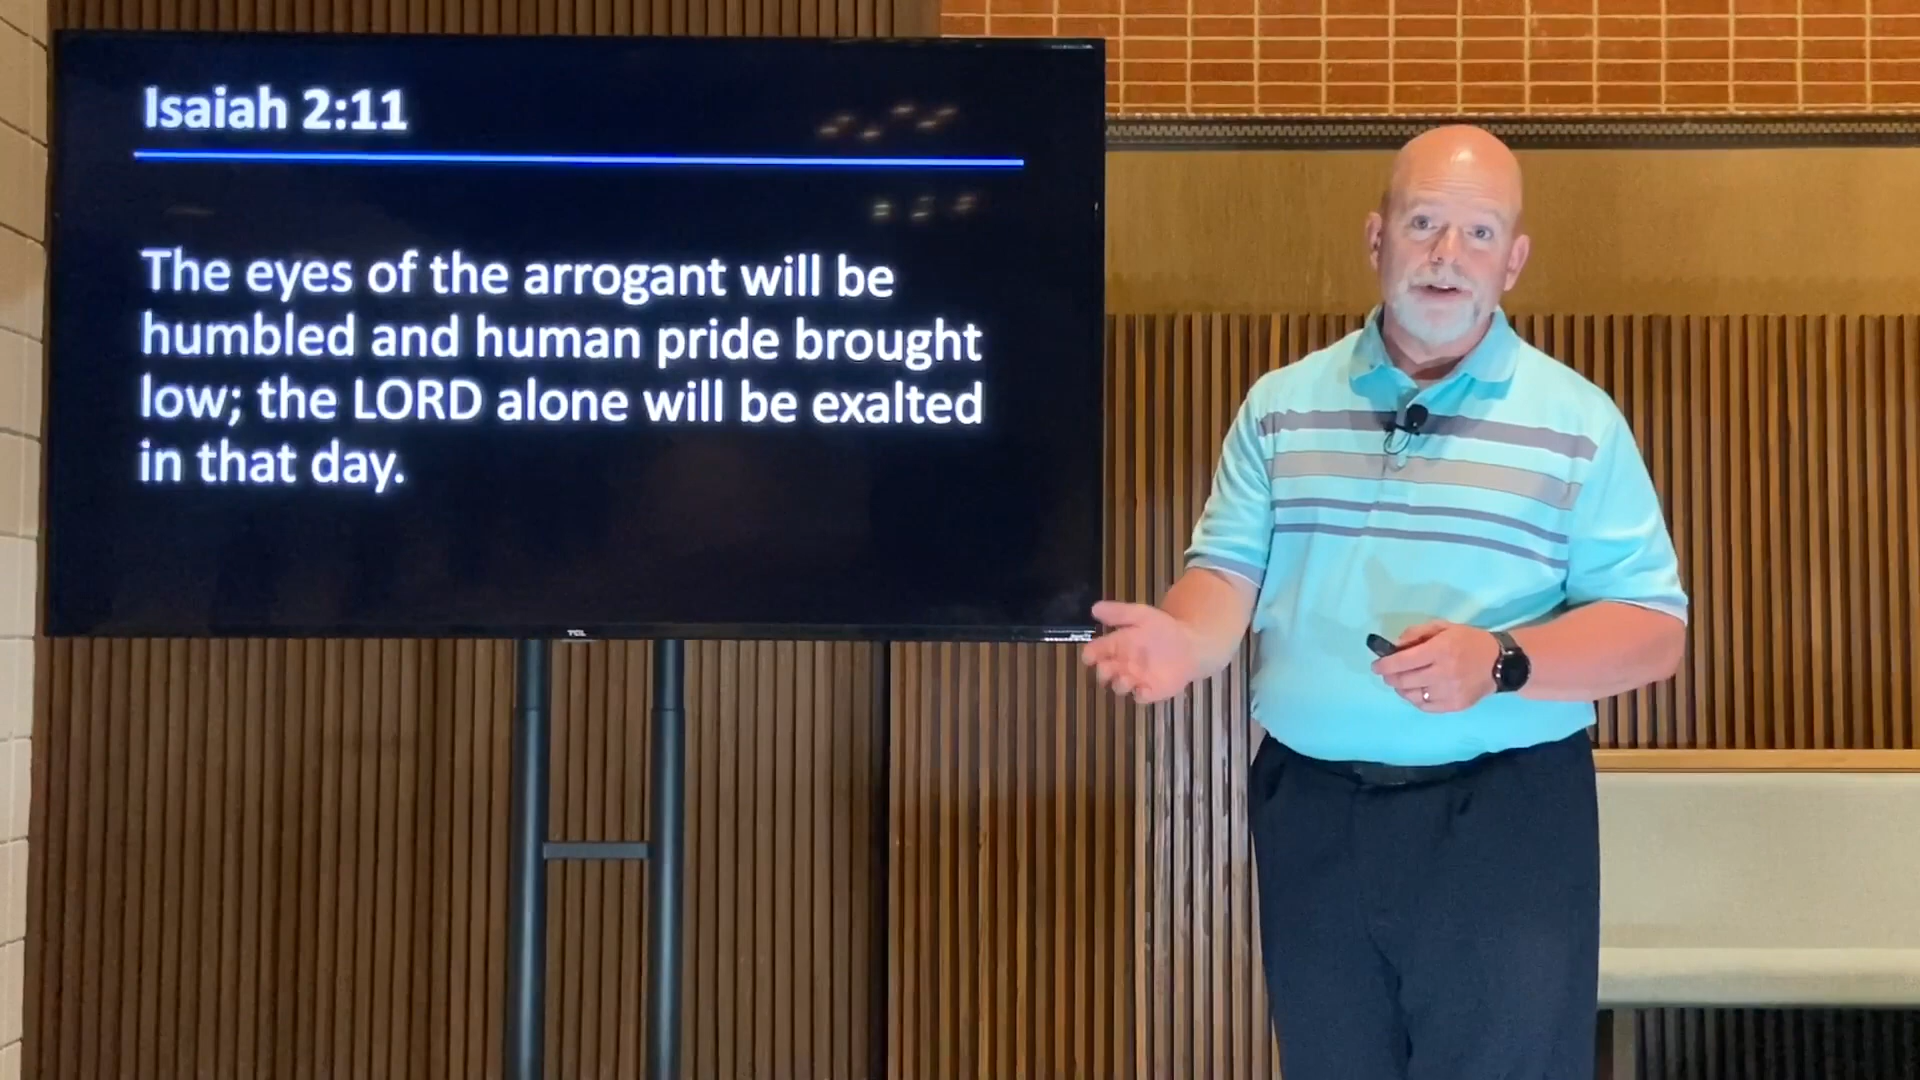 Isaiah 2:11
The eyes of the arrogant will be
humbled and human pride brought
low; the LORD alone will be exalted
in that day.
TCL